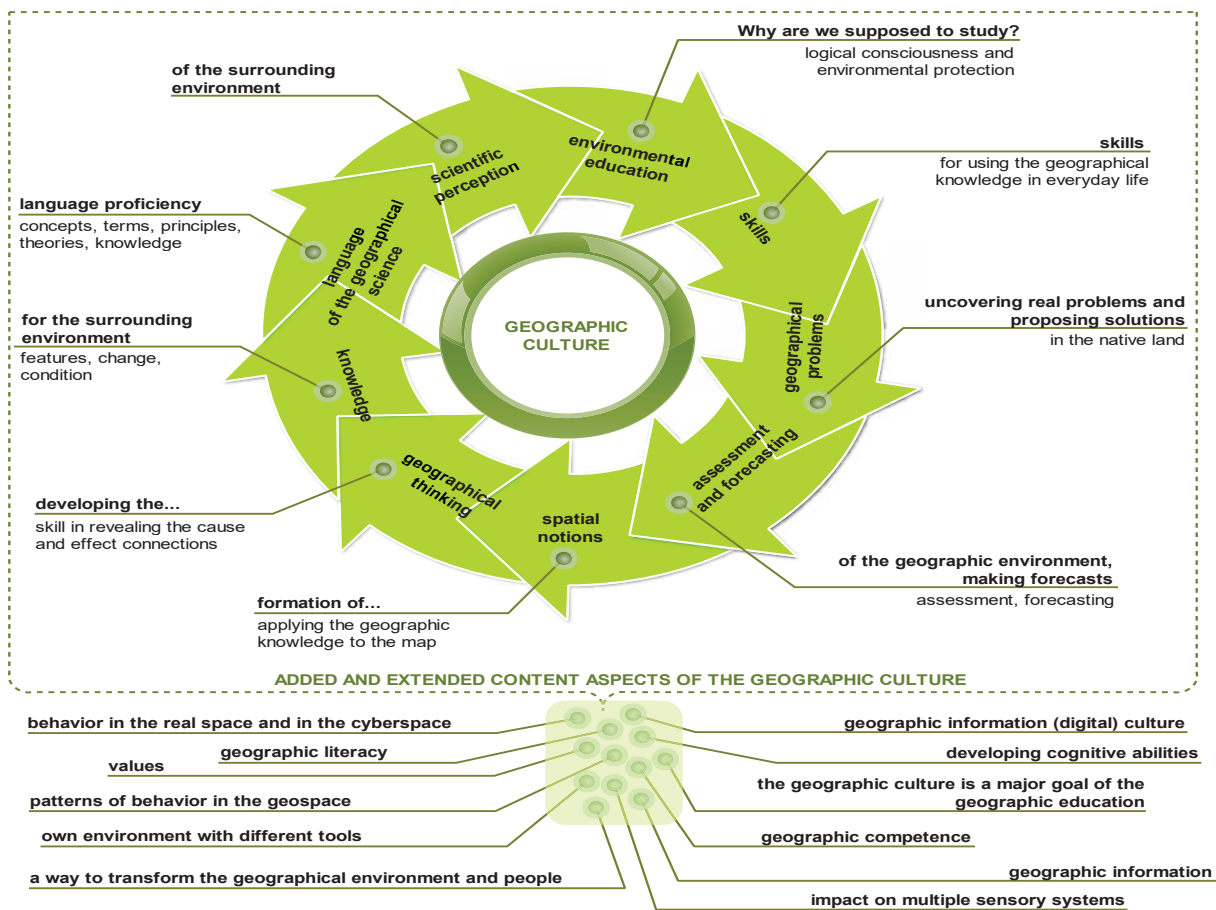 Why are we supposed to study?
logical consciousness and
environmental protection
of the surrounding
environment
skills
for using the geographical
knowledge in everyday life
language proficiency
concepts, terms, principles,
theories, knowledge
for the surrounding
environment
features, change,
condition
uncovering real problems and
proposing solutions
in the native land
developing the...
skill in revealing the cause
and effect connections
of the geographic environment,
making forecasts
assessment, forecasting
formation of...
applying the geographic
knowledge to the map
scientific
perception
environmental
education
skills
geographical
problems
assessment
and forecasting
spatial
notions
geographical
thinking
knowledge
language
of the geographical
science
GEOGRAPHIC
CULTURE
ADDED AND EXTENDED CONTENT ASPECTS OF THE GEOGRAPHIC CULTURE
behavior in the real space and in the cyberspace
geographic literacy
values
patterns of behavior in the geospace
own environment with different tools
a way to transform the geographical environment and people
geographic information (digital) culture
developing cognitive abilities
the geographic culture is a major goal of the
geographic education
geographic competence
geographic information
impact on multiple sensory systems